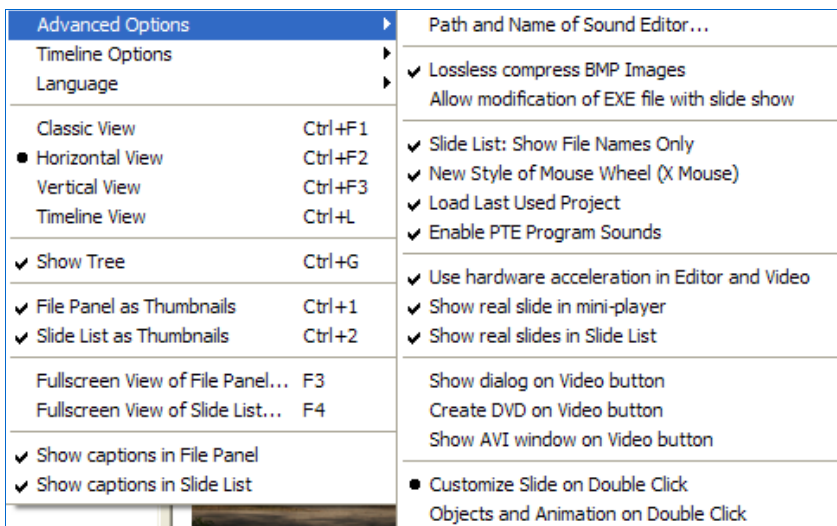 Advanced Options
Timeline Options
Language
Classic View Ctrl+F1
Horizontal View Ctrl+F2
Vertical View Ctrl+F3
Timeline View Ctrl+L
Show Tree Ctrl+G
File Panel as Thumbnails Ctrl+1
Slide List as Thumbnails Ctrl+2
Fullscreen View of File Panel... F3
Fullscreen View of Slide List... F4
Show captions in File Panel
Show captions in Slide List
Path and Name of Sound Editor...
Lossless compress BMP Images
Allow modification of EXE file with slide show
Slide List: Show File Names Only
New Style of Mouse Wheel (X Mouse)
Load Last Used Project
Enable PTE Program Sounds
Use hardware acceleration in Editor and Video
Show real slide in mini-player
Show real slides in Slide List
Show dialog on Video button
Create DVD on Video button
Show AVI window on Video button
Customize Slide on Double Click
Objects and Animation on Double Click